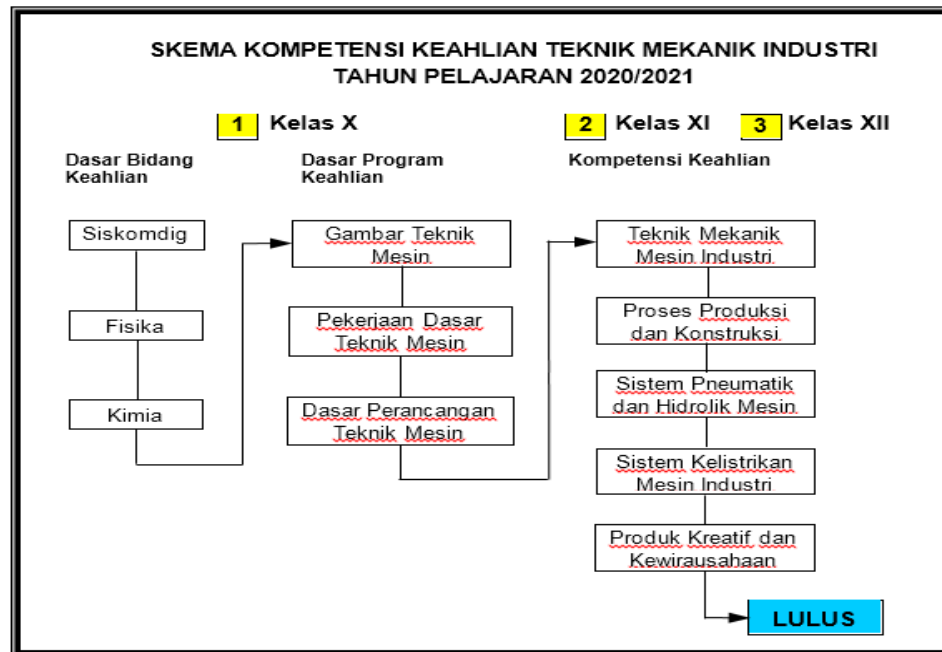 SKEMA KOMPETENSI KEAHLIAN TEKNIK MEKANIK INDUSTRI
TAHUN PELAJARAN 2020/2021
1 Kelas X
2 Kelas XI
3 Kelas XII
Dasar Bidang
Keahlian
Siskomdig
Fisika
Kimia
Dasar Program
Keahlian
Gambar Teknik
Mesin
Pekerjaan Dasar
Teknik Mesin
Dasar Perancangan
Teknik Mesin
Kompetensi Keahlian
Teknik Mekanik
Mesin Industri
Proses Produksi
dan Konstruksi
Sistem Pneumatik
dan Hidrolik Mesin
Sistem Kelistrikan
Mesin Industri
Produk Kreatif dan
Kewirausahaan
LULUS